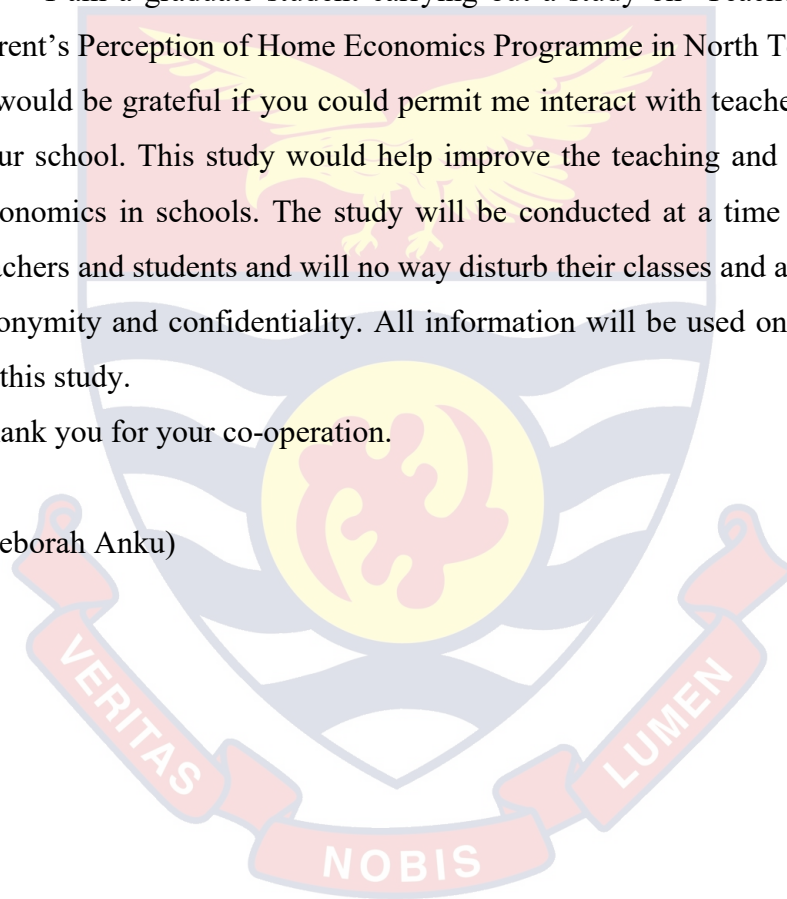 I am a graduate student carrying out a study on “Teach
rent’s Perception of Home Economics Programme in North T
would be grateful if you could permit me interact with teache
ur school. This study would help improve the teaching and
onomics in schools. The study will be conducted at a time
achers and students and will no way disturb their classes and a
onymity and confidentiality. All information will be used on
this study.
ank you for your co-operation.
eborah Anku)
VERITAS
NOBIS
LUMEN